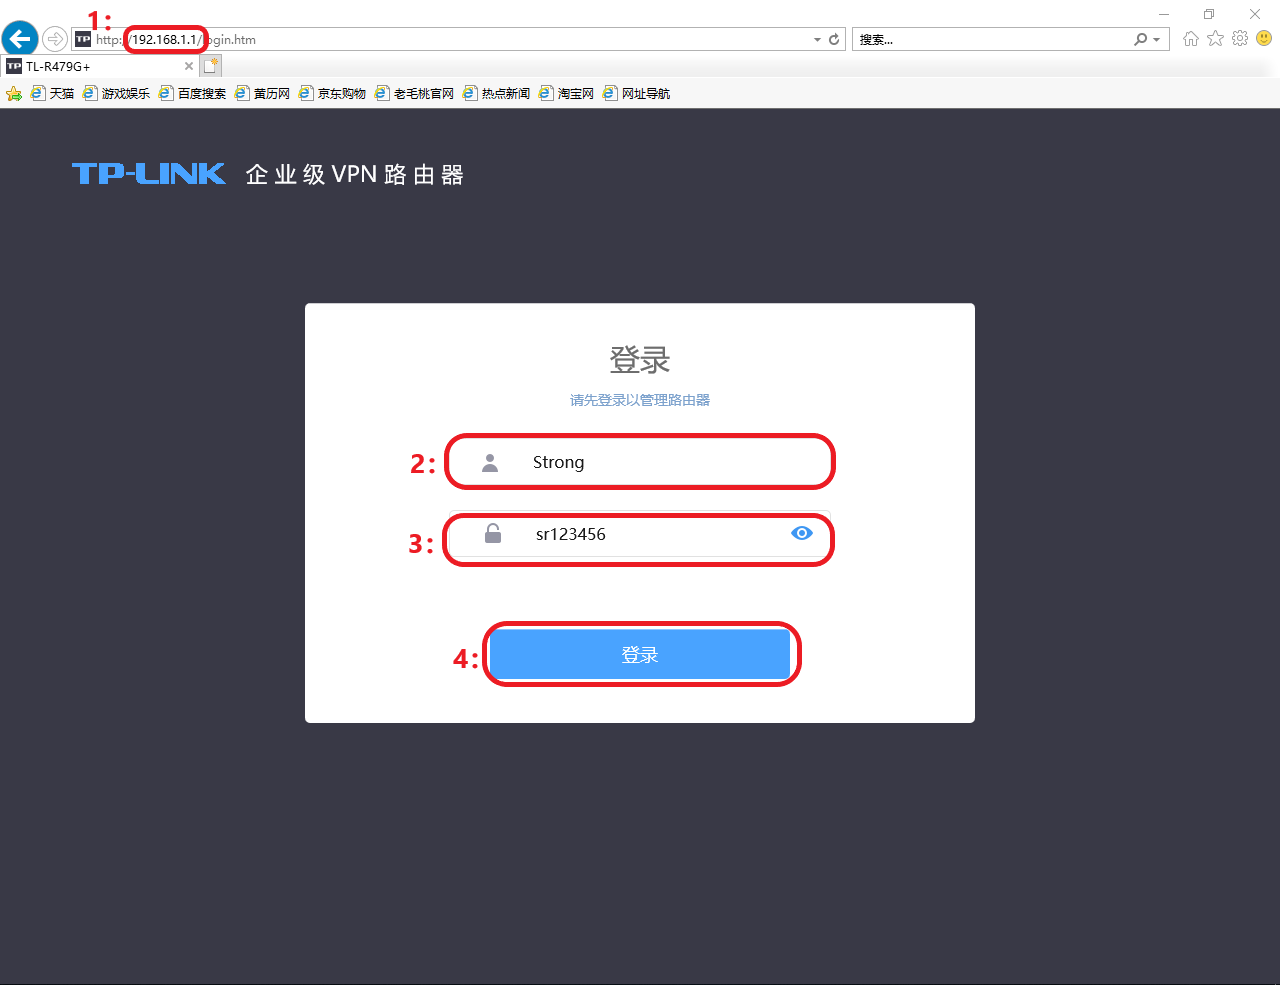 1:
http://192.168.1.1/login.htm
搜索...
TP TL-R479G+
天猫 游戏娱乐 百度搜索 黄历网 京东购物 老毛桃官网 热点新闻 淘宝网 网址导航
TP-LINK 企业级VPN路由器
登录
请先登录以管理路由器
2: Strong
3: sr123456
4: 登录